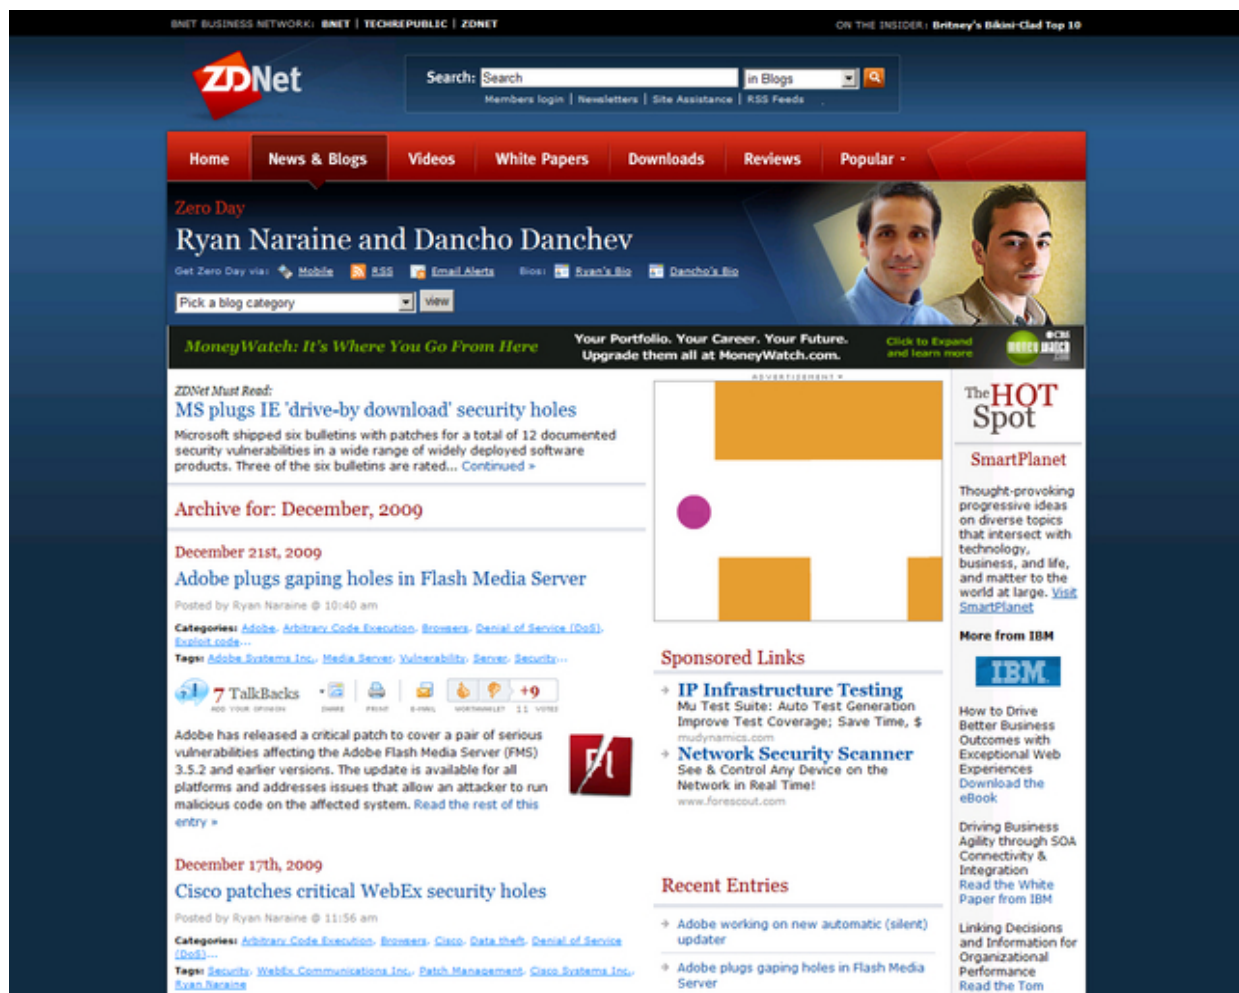 BNET BUSINESS NETWORK: BNET | TECHREPUBLIC | ZDNET
ON THE INSIDER: Britney's Bikini-Clad Top 10
ZDNet
Search: Search in Blogs
Members login | Newsletters | Site Assistance | RSS Feeds
Home News & Blogs Videos White Papers Downloads Reviews Popular
Zero Day
Ryan Naraine and Dancho Danchev
Get Zero Day via: Mobile RSS Email Alerts Bios: Ryan's Bio Dancho's Bio
Pick a blog category view
MoneyWatch: It's Where You Go From Here
Your Portfolio. Your Career. Your Future.
Upgrade them all at MoneyWatch.com.
Click to Expand
and learn more
CBS
MONEY WATCH
.com
ZDNet Must Read:
MS plugs IE 'drive-by download' security holes
Microsoft shipped six bulletins with patches for a total of 12 documented
security vulnerabilities in a wide range of widely deployed software
products. Three of the six bulletins are rated... Continued »
Archive for: December, 2009
December 21st, 2009
Adobe plugs gaping holes in Flash Media Server
Posted by Ryan Naraine @ 10:40 am
Categories: Adobe, Arbitrary Code Execution, Browsers, Denial of Service (DoS),
Exploit code...
Tags: Adobe Systems Inc., Media Server, Vulnerability, Server, Security...
7 TalkBacks
ADD YOUR OPINION
SHARE
PRINT
E-MAIL
WORTHWHILE?
+9
11 VOTES
Adobe has released a critical patch to cover a pair of serious
vulnerabilities affecting the Adobe Flash Media Server (FMS)
3.5.2 and earlier versions. The update is available for all
platforms and addresses issues that allow an attacker to run
malicious code on the affected system. Read the rest of this
entry »
Fl
December 17th, 2009
Cisco patches critical WebEx security holes
Posted by Ryan Naraine @ 11:56 am
Categories: Arbitrary Code Execution, Browsers, Cisco, Data theft, Denial of Service
(DoS)...
Tags: Security, WebEx Communications Inc., Patch Management, Cisco Systems Inc.,
Ryan Naraine
ADVERTISEMENT
Sponsored Links
IP Infrastructure Testing
Mu Test Suite: Auto Test Generation
Improve Test Coverage; Save Time, $
mudynamics.com
Network Security Scanner
See & Control Any Device on the
Network in Real Time!
www.forescout.com
Recent Entries
Adobe working on new automatic (silent)
updater
Adobe plugs gaping holes in Flash Media
Server
The HOT
Spot
SmartPlanet
Thought-provoking
progressive ideas
on diverse topics
that intersect with
technology,
business, and life,
and matter to the
world at large. Visit
SmartPlanet
More from IBM
IBM.
How to Drive
Better Business
Outcomes with
Exceptional Web
Experiences
Download the
eBook
Driving Business
Agility through SOA
Connectivity &
Integration
Read the White
Paper from IBM
Linking Decisions
and Information for
Organizational
Performance
Read the Tom